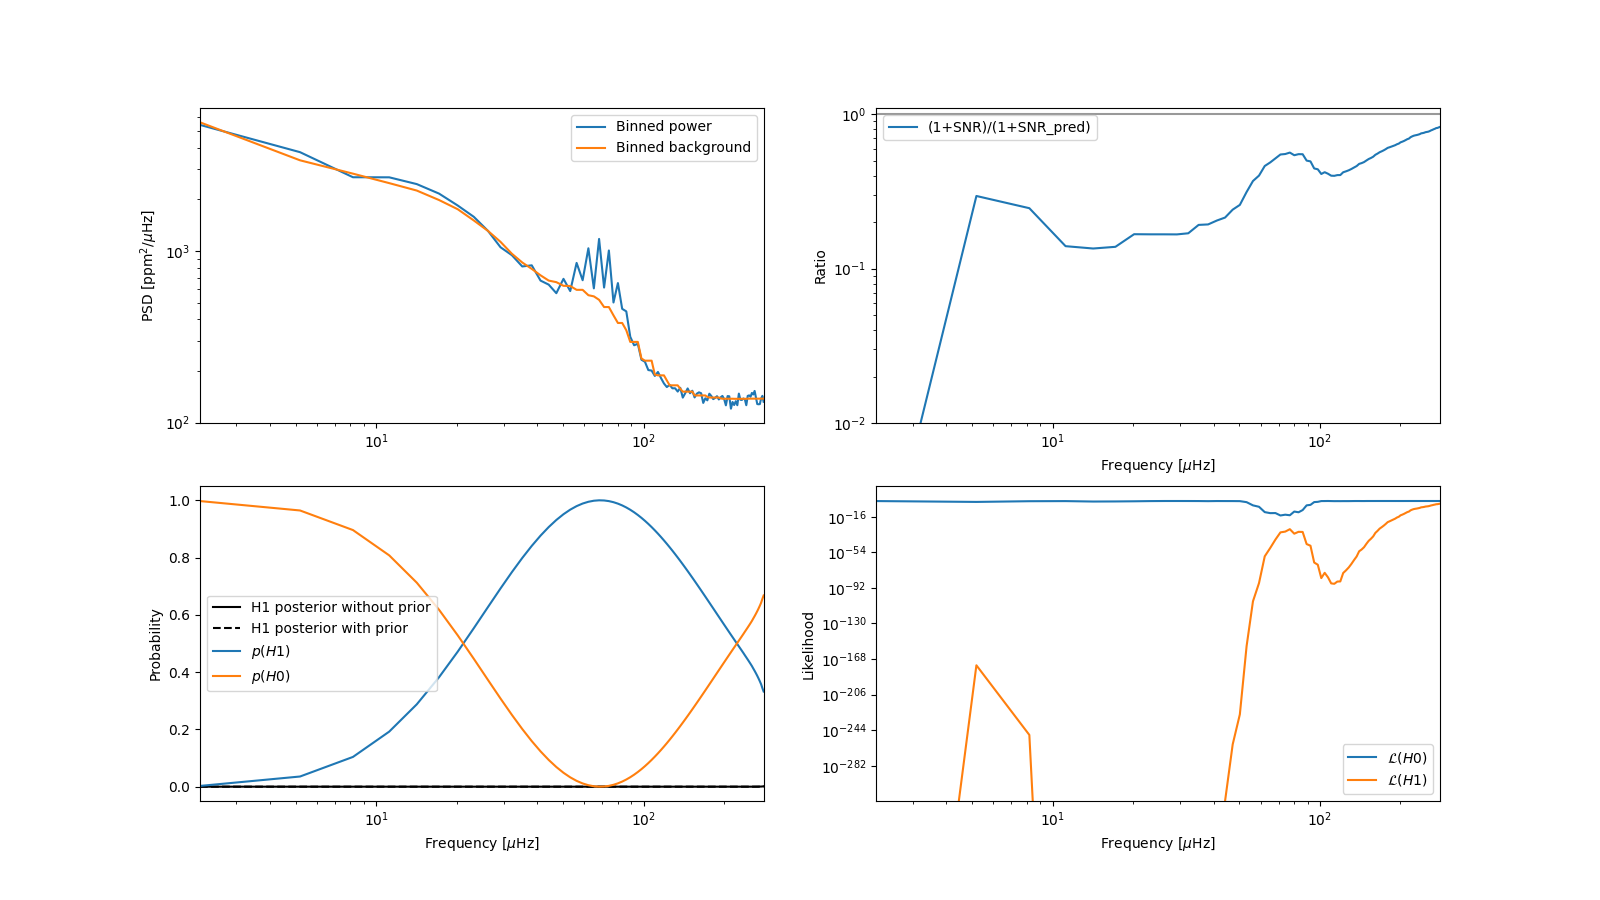 Binned power
Binned background
PSD [ppm²/μHz]
10³
10²
10¹
10²
(1+SNR)/(1+SNR_pred)
Ratio
10⁰
10⁻¹
10⁻²
10¹
10²
Frequency [μHz]
H1 posterior without prior
H1 posterior with prior
p(H1)
p(H0)
Probability
1.0
0.8
0.6
0.4
0.2
0.0
10¹
10²
Frequency [μHz]
Likelihood
10⁻¹⁶
10⁻⁵⁴
10⁻⁹²
10⁻¹³⁰
10⁻¹⁶⁸
10⁻²⁰⁶
10⁻²⁴⁴
10⁻²⁸²
ℒ(H0)
ℒ(H1)
10¹
10²
Frequency [μHz]